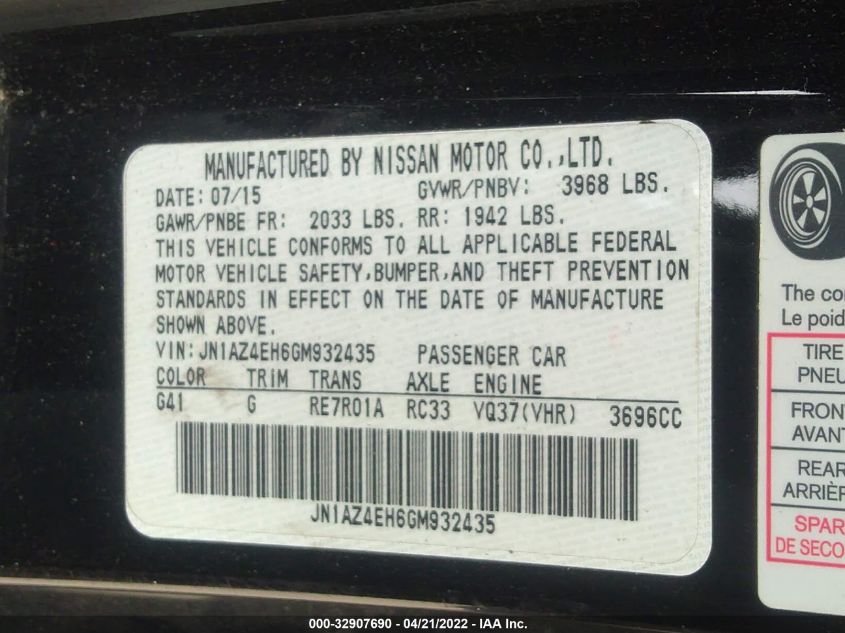 MANUFACTURED BY NISSAN MOTOR CO.,LTD.
DATE: 07/15 GVWR/PNBV: 3968 LBS.
GAWR/PNBE FR: 2033 LBS. RR: 1942 LBS.
THIS VEHICLE CONFORMS TO ALL APPLICABLE FEDERAL
MOTOR VEHICLE SAFETY,BUMPER,AND THEFT PREVENTION
STANDARDS IN EFFECT ON THE DATE OF MANUFACTURE
SHOWN ABOVE.
VIN: JN1AZ4EH6GM932435 PASSENGER CAR
COLOR TRIM TRANS AXLE ENGINE
G41 G RE7R01A RC33 VQ37(VHR) 3696CC
JN1AZ4EH6GM932435
The co
Le poid
TIRE
PNEU
FRON
AVANT
REAR
ARRIÈR
SPAR
DE SECO
000-32907690 - 04/21/2022 - IAA Inc.